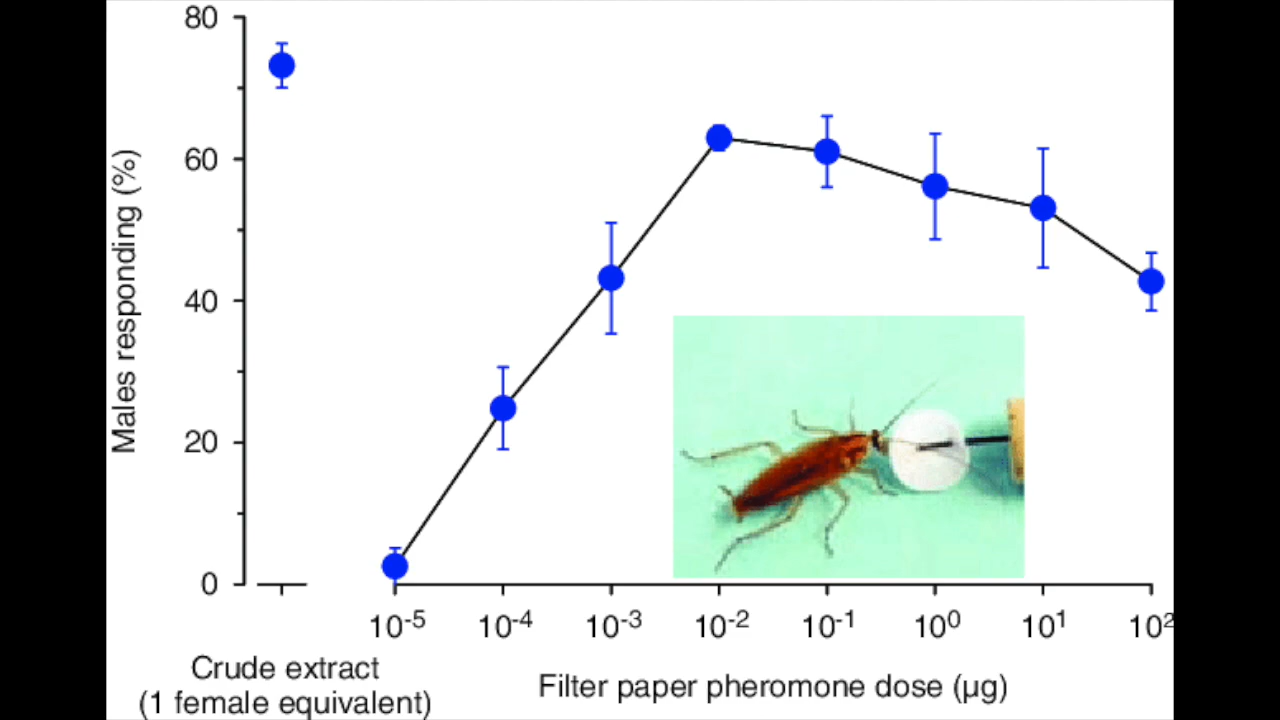 80
60
40
20
0
Males responding (%)
10⁻⁵ 10⁻⁴ 10⁻³ 10⁻² 10⁻¹ 10⁰ 10¹ 10²
Crude extract
(1 female equivalent)
Filter paper pheromone dose (µg)